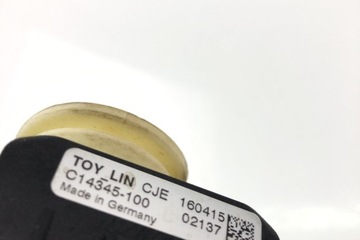 TOY_LIN CJE 160415
C14345-100 02137
Made in Germany